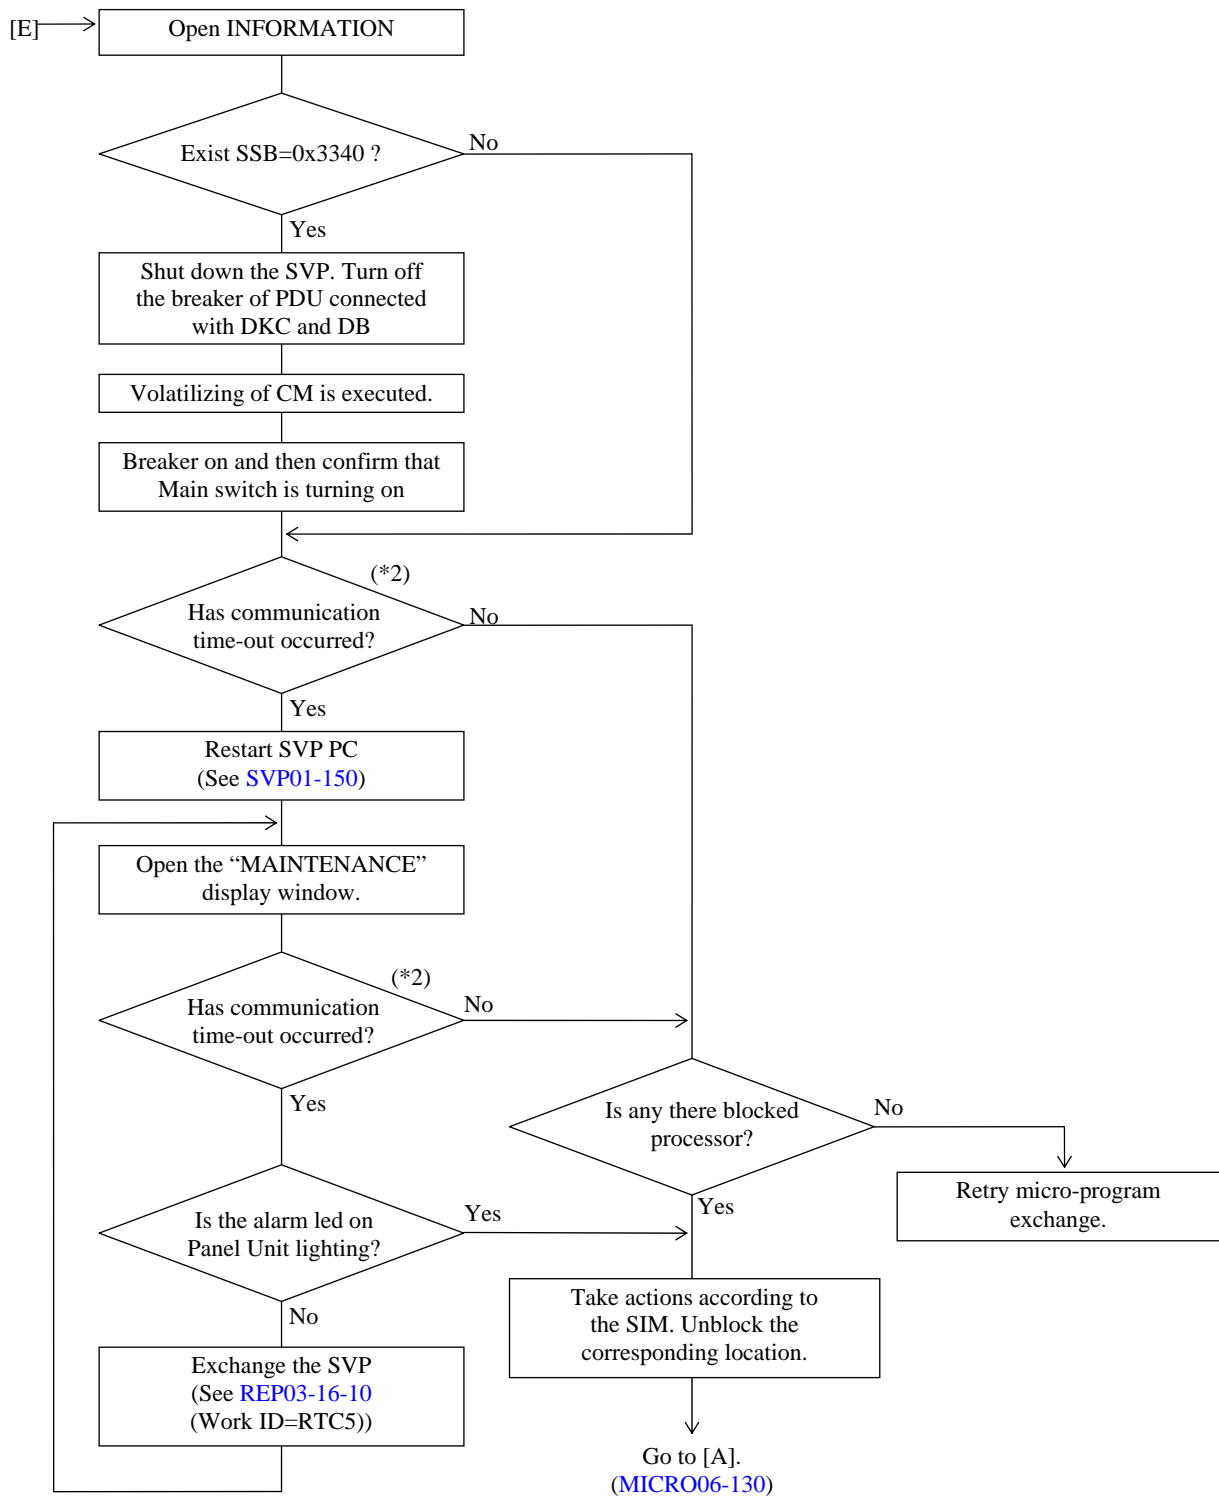 [E]
Open INFORMATION
Exist SSB=0x3340 ?
No
Yes
Shut down the SVP. Turn off
the breaker of PDU connected
with DKC and DB
Volatilizing of CM is executed.
Breaker on and then confirm that
Main switch is turning on
(*2)
Has communication
time-out occurred?
No
Yes
Restart SVP PC
(See SVP01-150)
Open the “MAINTENANCE”
display window.
(*2)
Has communication
time-out occurred?
No
Yes
Is any there blocked
processor?
No
Yes
Retry micro-program
exchange.
Is the alarm led on
Panel Unit lighting?
Yes
No
Take actions according to
the SIM. Unblock the
corresponding location.
Exchange the SVP
(See REP03-16-10
(Work ID=RTC5))
Go to [A].
(MICRO06-130)